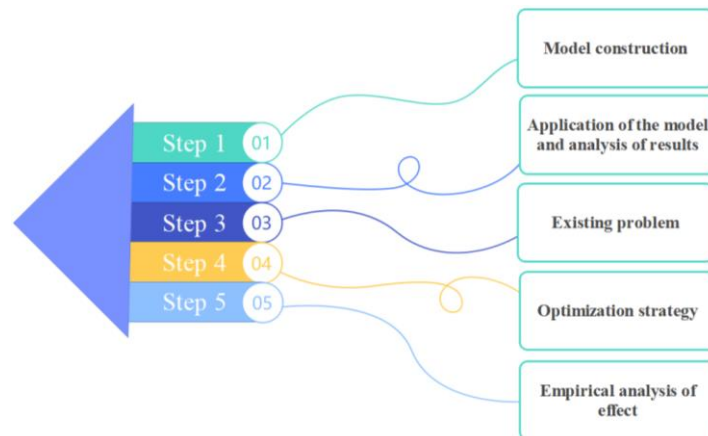 Step 1 01
Step 2 02
Step 3 03
Step 4 04
Step 5 05
Model construction
Application of the model
and analysis of results
Existing problem
Optimization strategy
Empirical analysis of
effect